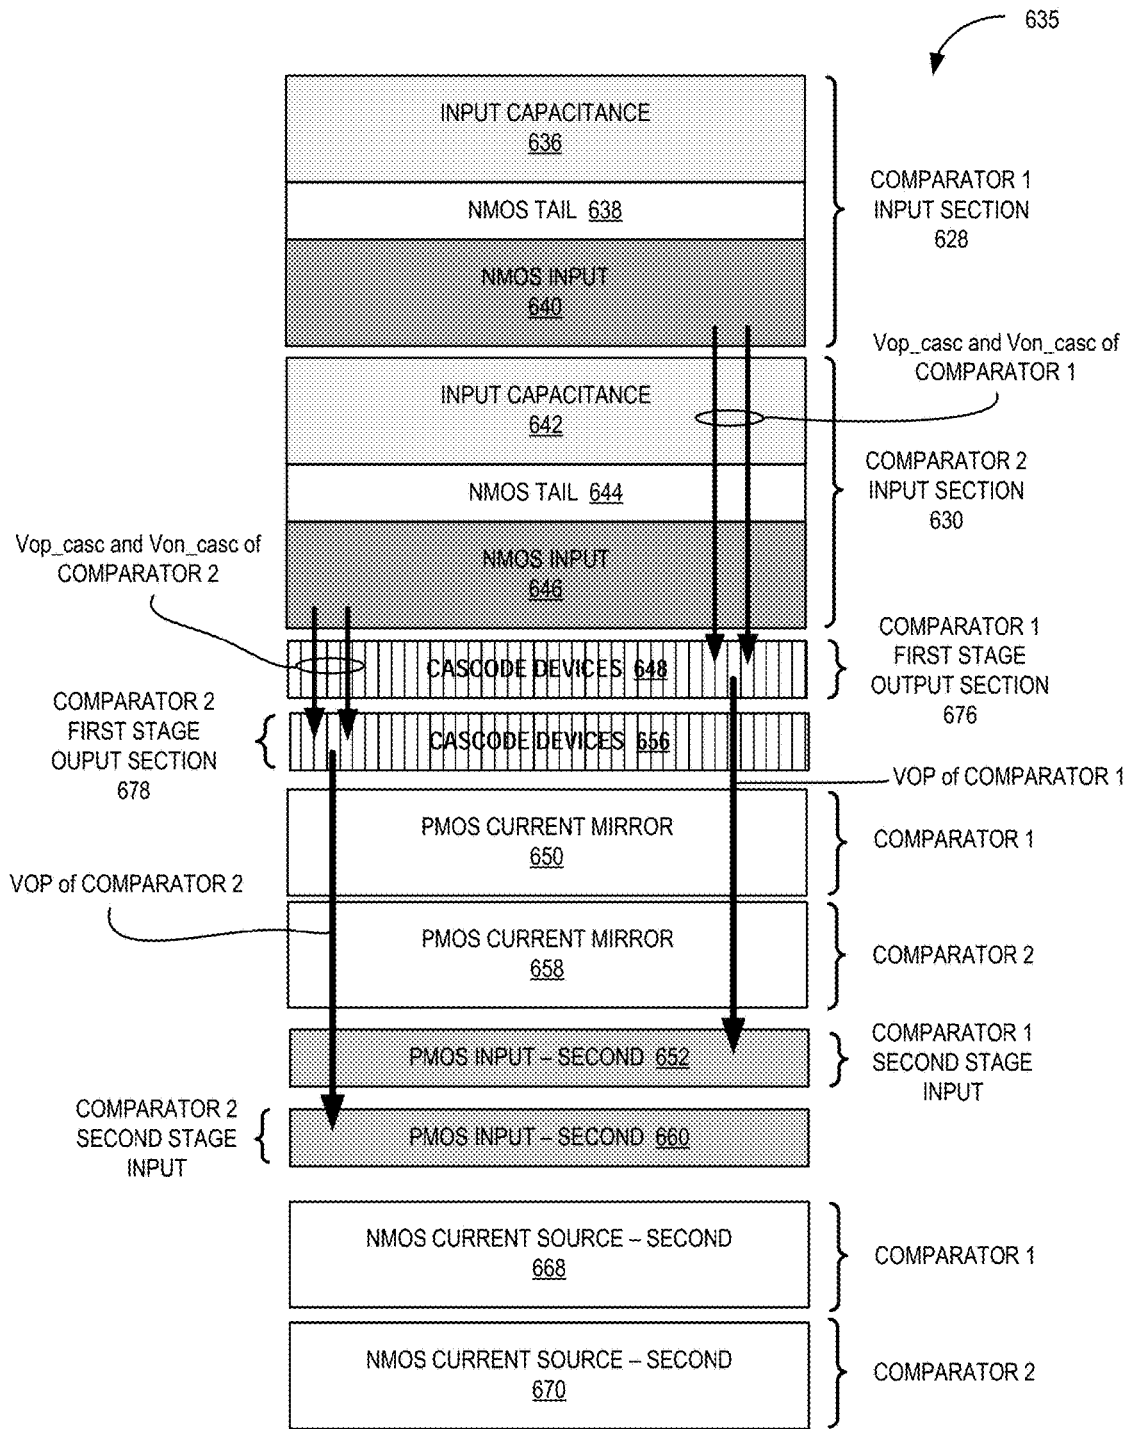 635
INPUT CAPACITANCE
636
NMOS TAIL 638
NMOS INPUT
640
COMPARATOR 1
INPUT SECTION
628
Vop_casc and Von_casc of
COMPARATOR 1
INPUT CAPACITANCE
642
NMOS TAIL 644
NMOS INPUT
646
COMPARATOR 2
INPUT SECTION
630
Vop_casc and Von_casc of
COMPARATOR 2
CASCODE DEVICES 648
COMPARATOR 1
FIRST STAGE
OUTPUT SECTION
676
COMPARATOR 2
FIRST STAGE
OUPUT SECTION
678
CASCODE DEVICES 656
VOP of COMPARATOR 1
PMOS CURRENT MIRROR
650
COMPARATOR 1
VOP of COMPARATOR 2
PMOS CURRENT MIRROR
658
COMPARATOR 2
PMOS INPUT – SECOND 652
COMPARATOR 1
SECOND STAGE
INPUT
COMPARATOR 2
SECOND STAGE
INPUT
PMOS INPUT – SECOND 660
NMOS CURRENT SOURCE – SECOND
668
COMPARATOR 1
NMOS CURRENT SOURCE – SECOND
670
COMPARATOR 2